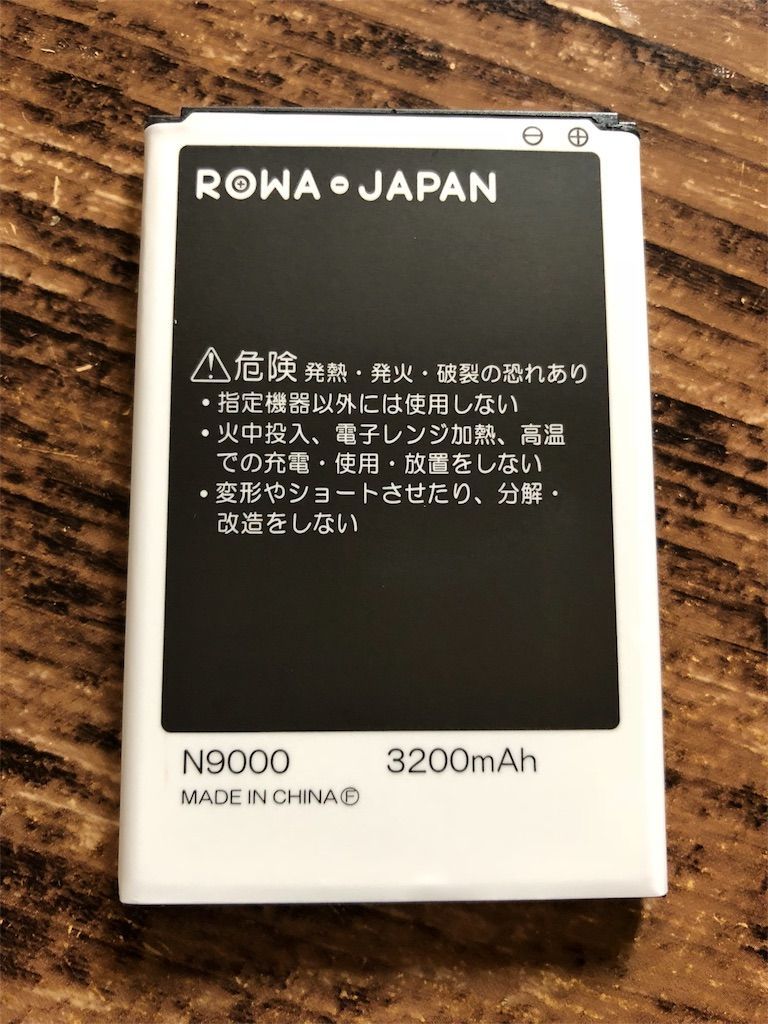 ⊖ ⊕
ROWA・JAPAN
⚠危険 発熱・発火・破裂の恐れあり
・指定機器以外には使用しない
・火中投入、電子レンジ加熱、高温
での充電・使用・放置をしない
・変形やショートさせたり、分解・
改造をしない
N9000 3200mAh
MADE IN CHINA Ⓕ